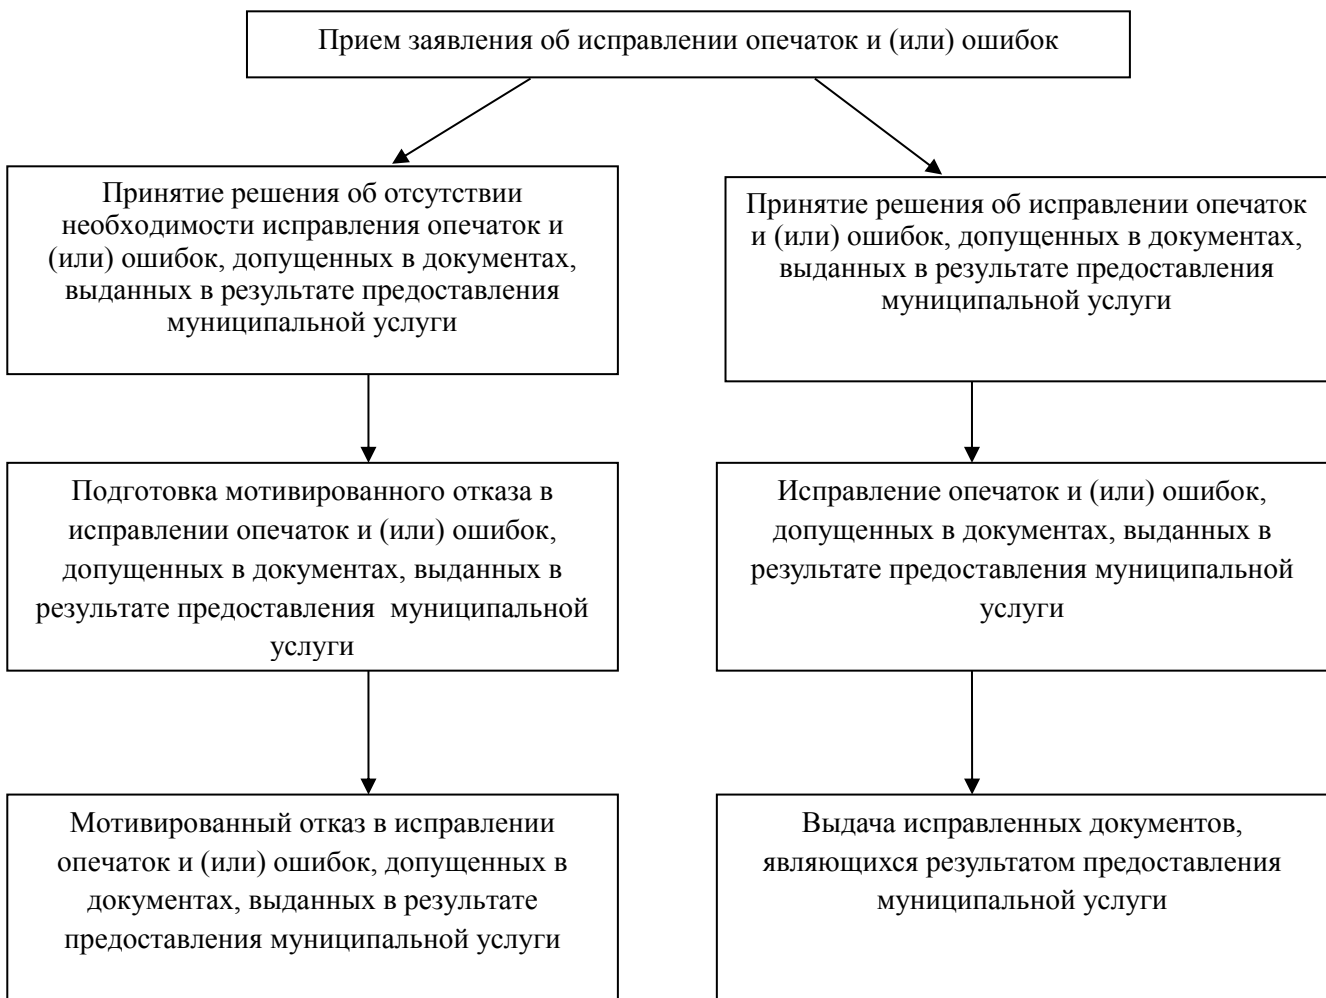 Прием заявления об исправлении опечаток и (или) ошибок
Принятие решения об отсутствии
необходимости исправления опечаток и
(или) ошибок, допущенных в документах,
выданных в результате предоставления
муниципальной услуги
Принятие решения об исправлении опечаток
и (или) ошибок, допущенных в документах,
выданных в результате предоставления
муниципальной услуги
Подготовка мотивированного отказа в
исправлении опечаток и (или) ошибок,
допущенных в документах, выданных в
результате предоставления муниципальной
услуги
Исправление опечаток и (или) ошибок,
допущенных в документах, выданных в
результате предоставления муниципальной
услуги
Мотивированный отказ в исправлении
опечаток и (или) ошибок, допущенных в
документах, выданных в результате
предоставления муниципальной услуги
Выдача исправленных документов,
являющихся результатом предоставления
муниципальной услуги